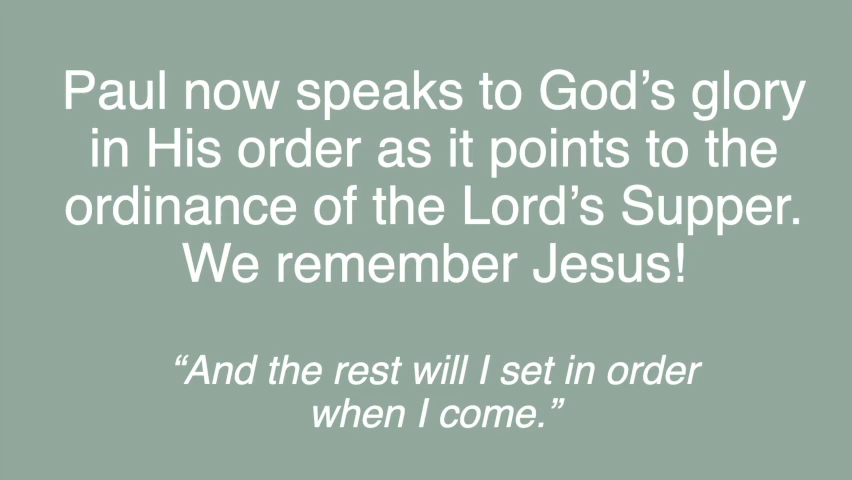 Paul now speaks to God’s glory
in His order as it points to the
ordinance of the Lord’s Supper.
We remember Jesus!
“And the rest will I set in order
when I come.”